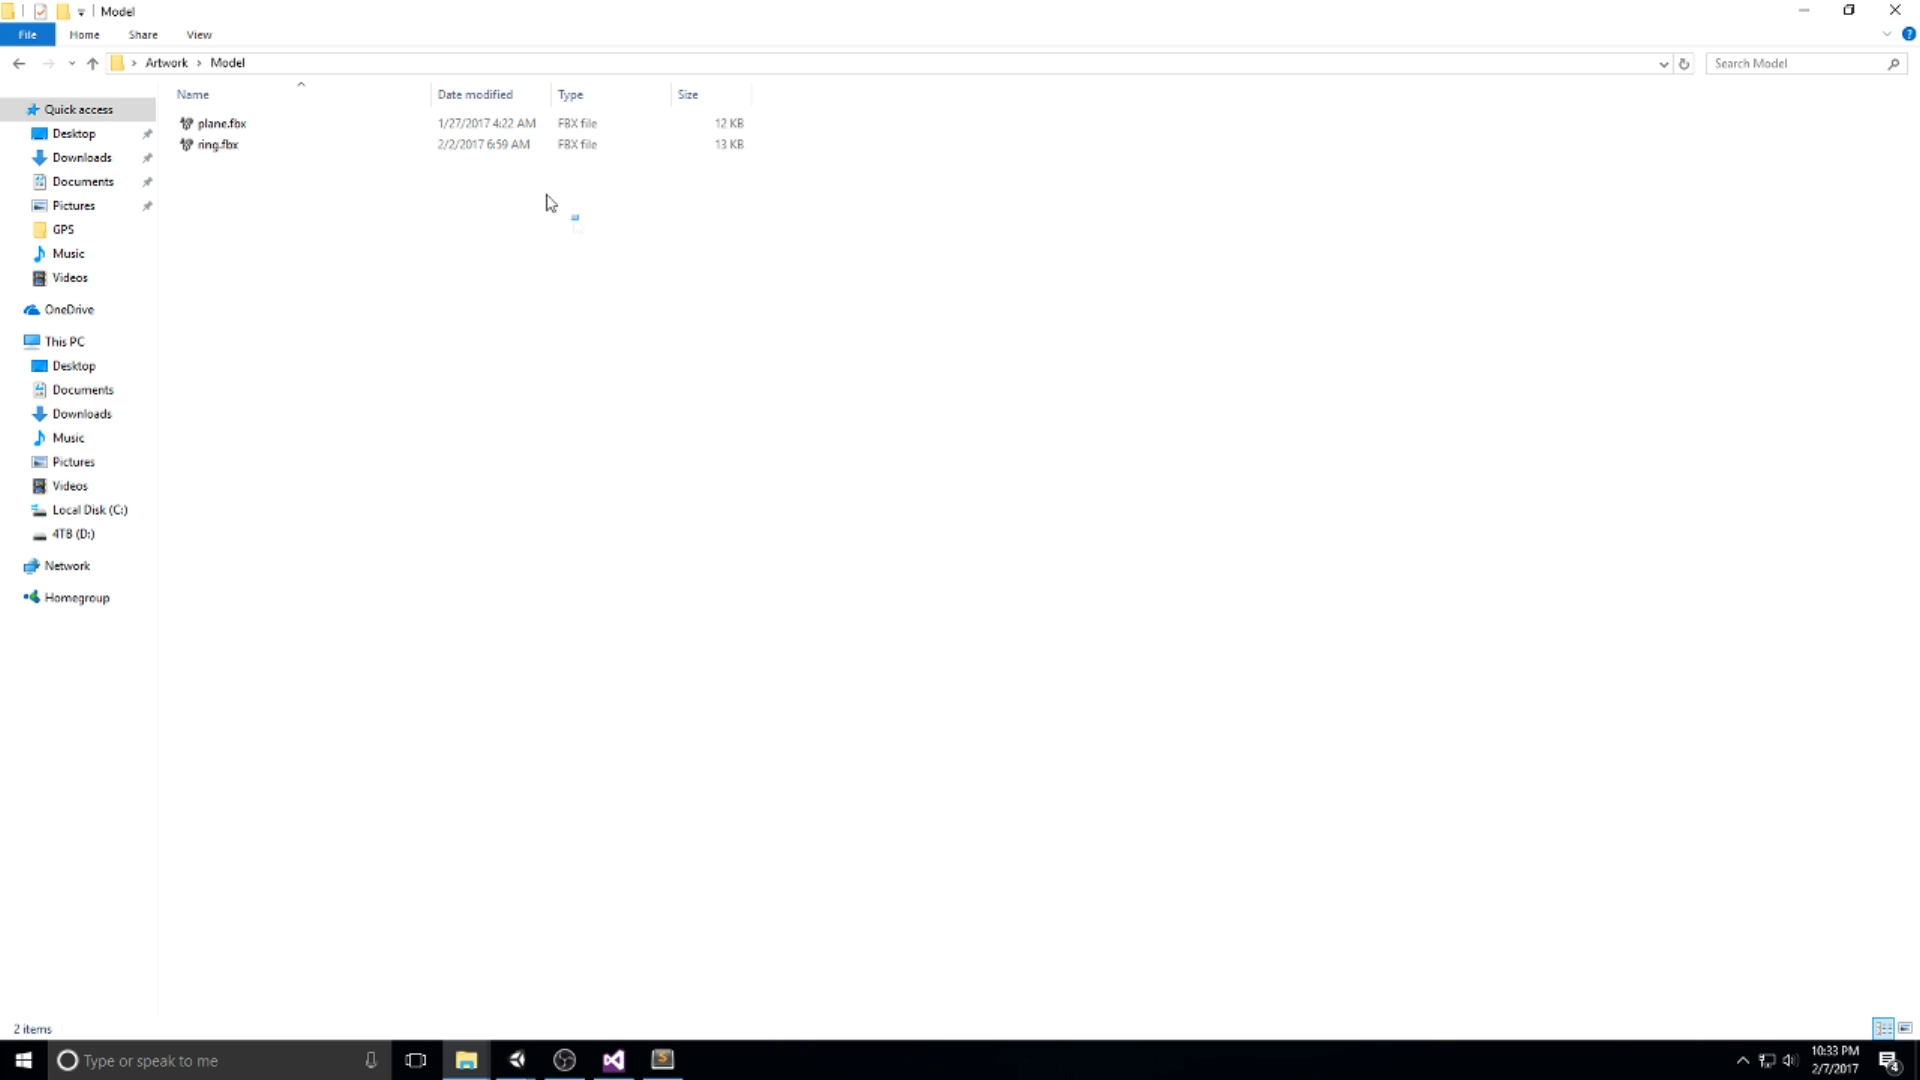 Model
File Home Share View
Artwork Model
Search Model
Name Date modified Type Size
plane.fbx 1/27/2017 4:22 AM FBX file 12 KB
ring.fbx 2/2/2017 6:59 AM FBX file 13 KB
Quick access
Desktop
Downloads
Documents
Pictures
GPS
Music
Videos
OneDrive
This PC
Desktop
Documents
Downloads
Music
Pictures
Videos
Local Disk (C:)
4TB (D:)
Network
Homegroup
2 items
Type or speak to me
10:33 PM
2/7/2017
4